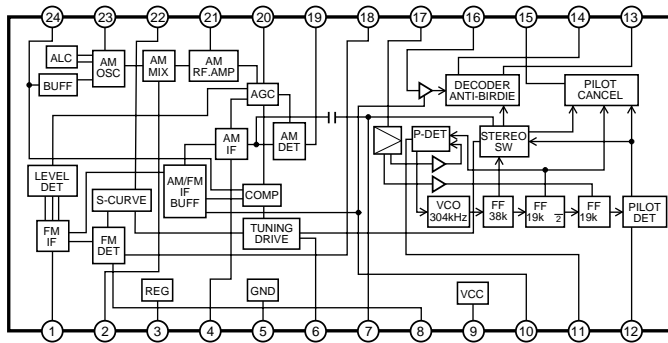 24 23 22 21 20 19 18 17 16 15 14 13
ALC
AM
OSC
AM
MIX
AM
RF.AMP
BUFF
AGC
DECODER
ANTI-BIRDIE
PILOT
CANCEL
AM
IF
AM
DET
P-DET
STEREO
SW
LEVEL
DET
AM/FM
IF
BUFF
S-CURVE
COMP
VCO
304kHz
FF
38k
FF
19k π/2
FF
19k
PILOT
DET
FM
IF
FM
DET
TUNING
DRIVE
REG
GND
VCC
1 2 3 4 5 6 7 8 9 10 11 12